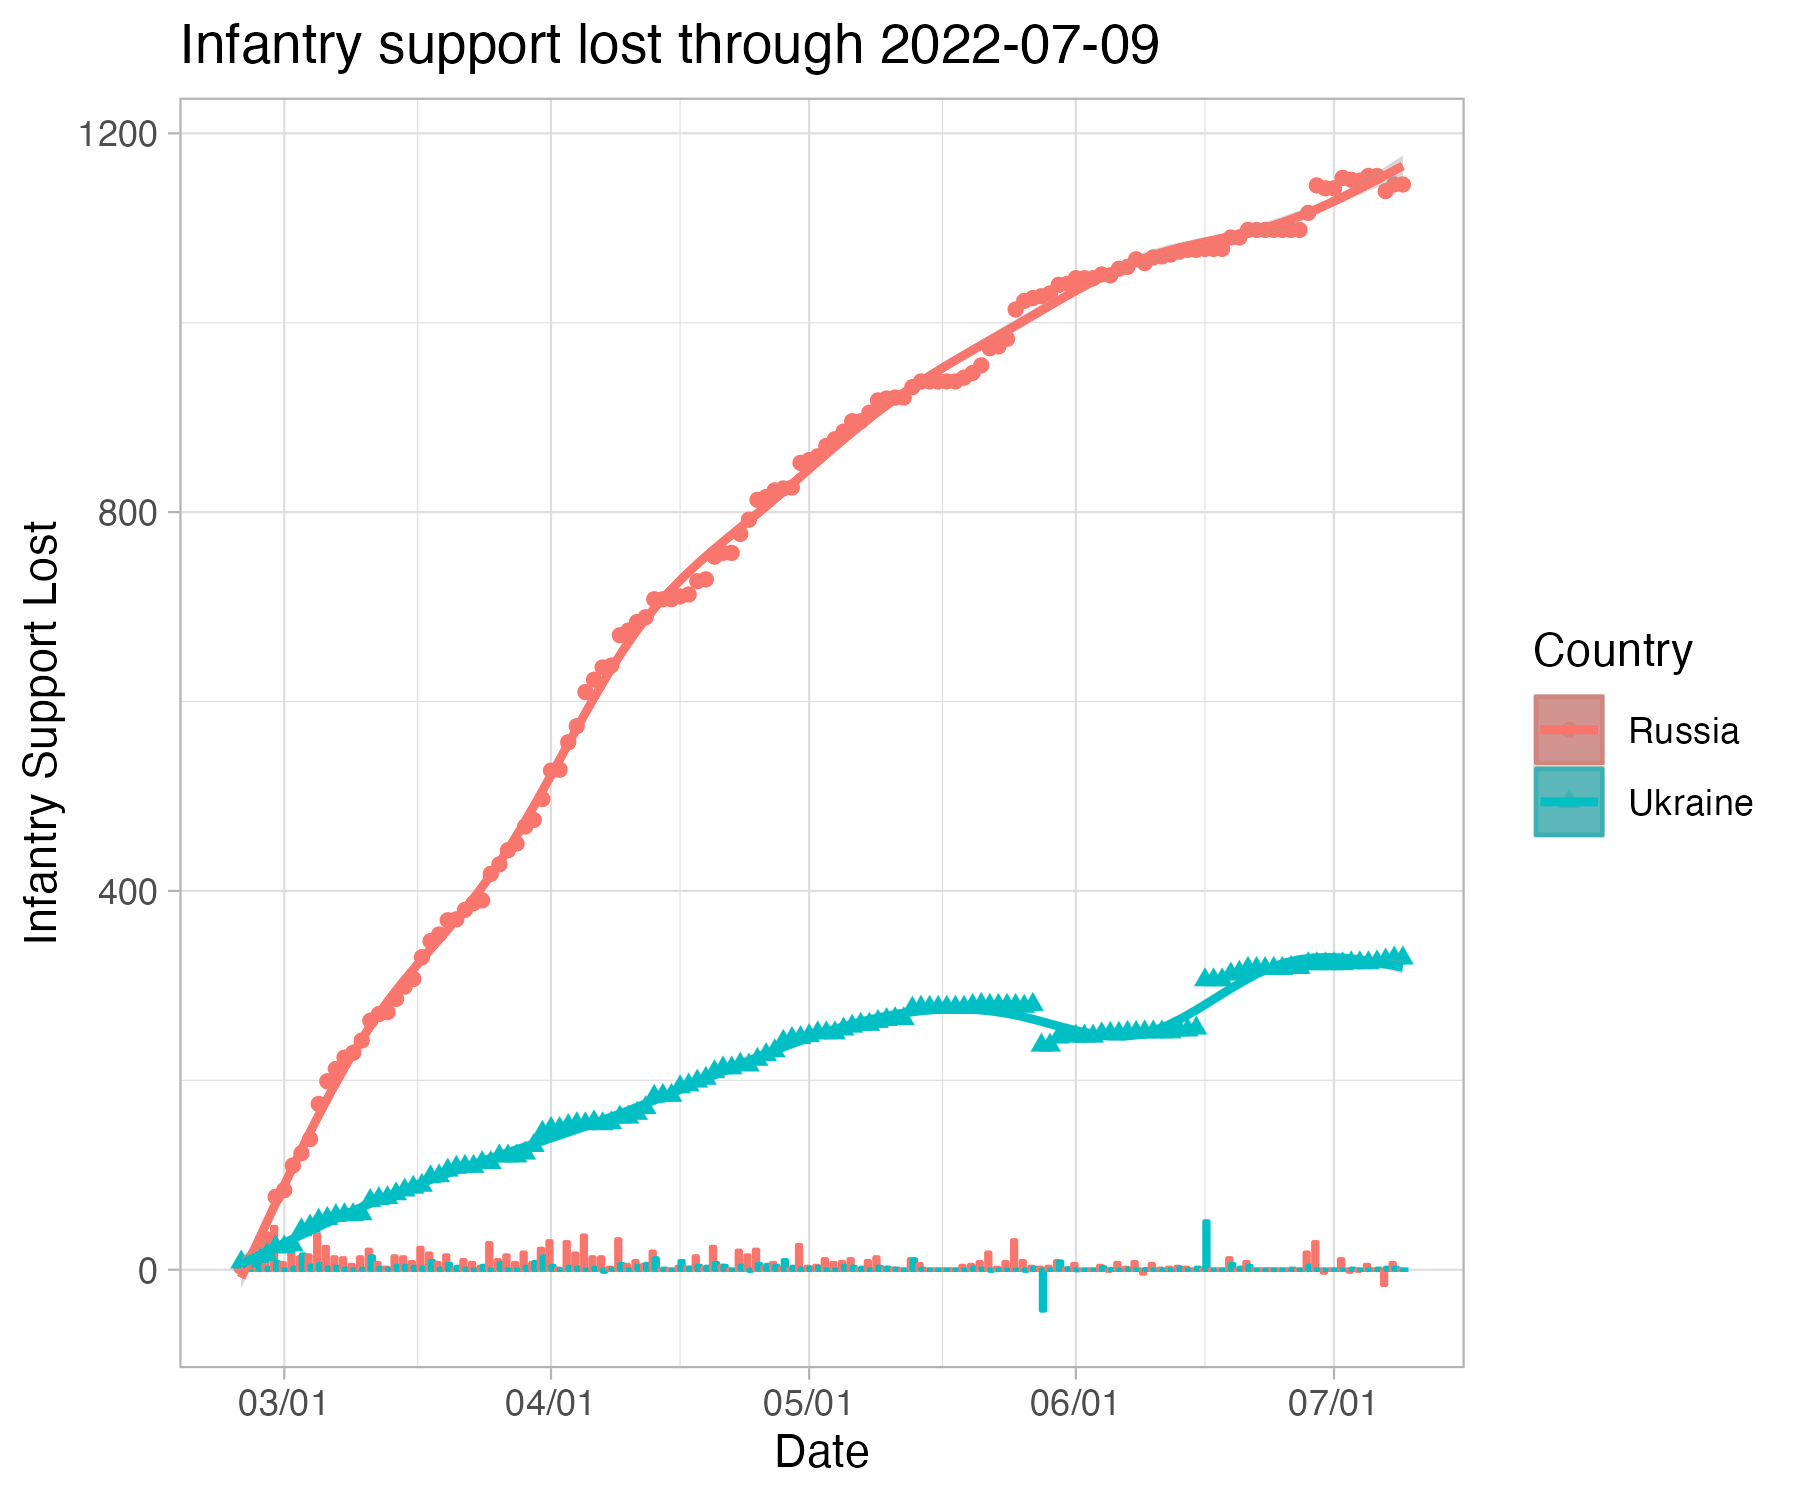 Infantry support lost through 2022-07-09
1200
800
400
0
Infantry Support Lost
03/01
04/01
05/01
06/01
07/01
Date
Country
Russia
Ukraine